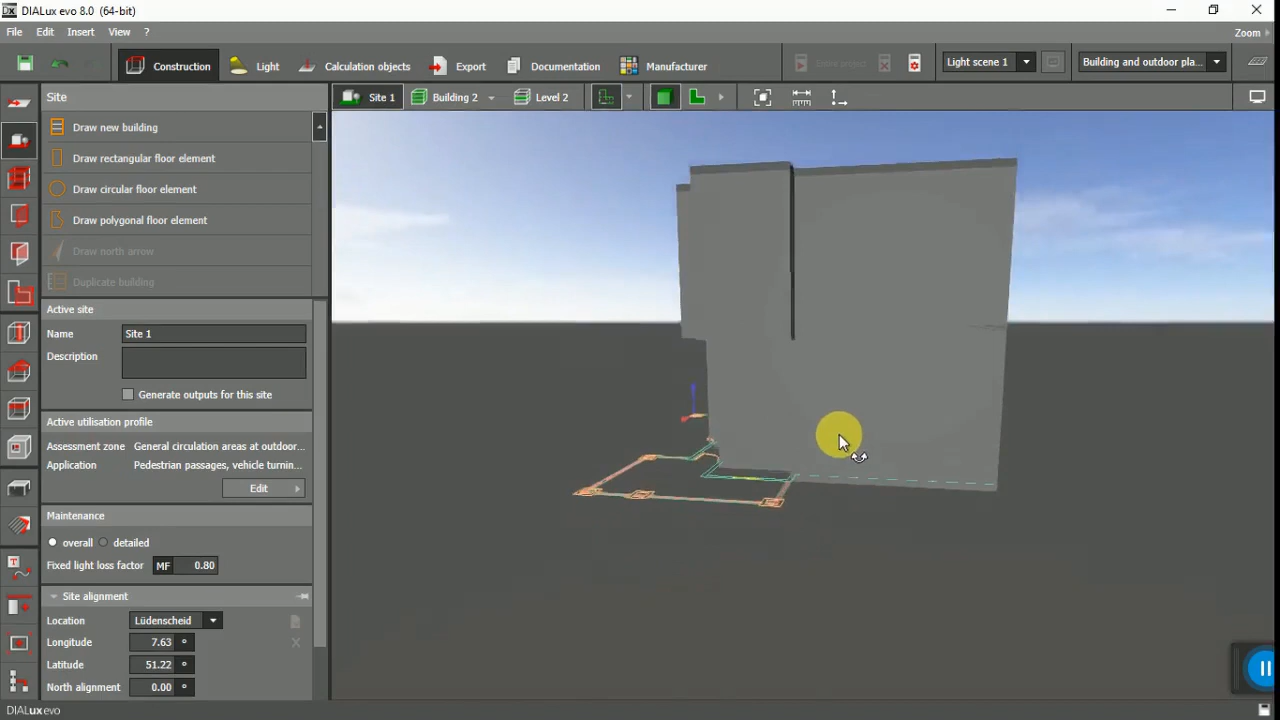 Dx DIALux evo 8.0 (64-bit)
File Edit Insert View ? Zoom
Construction Light Calculation objects Export Documentation Manufacturer Light scene 1 Building and outdoor pla...
Site Site 1 Building 2 Level 2
Draw new building
Draw rectangular floor element
Draw circular floor element
Draw polygonal floor element
Draw north arrow
Duplicate building
Active site
Name Site 1
Description
Generate outputs for this site
Active utilisation profile
Assessment zone General circulation areas at outdoor...
Application Pedestrian passages, vehicle turnin...
Edit
Maintenance
overall detailed
Fixed light loss factor MF 0.80
Site alignment
Location Lüdenscheid
Longitude 7.63 °
Latitude 51.22 °
North alignment 0.00 °
DIALux evo